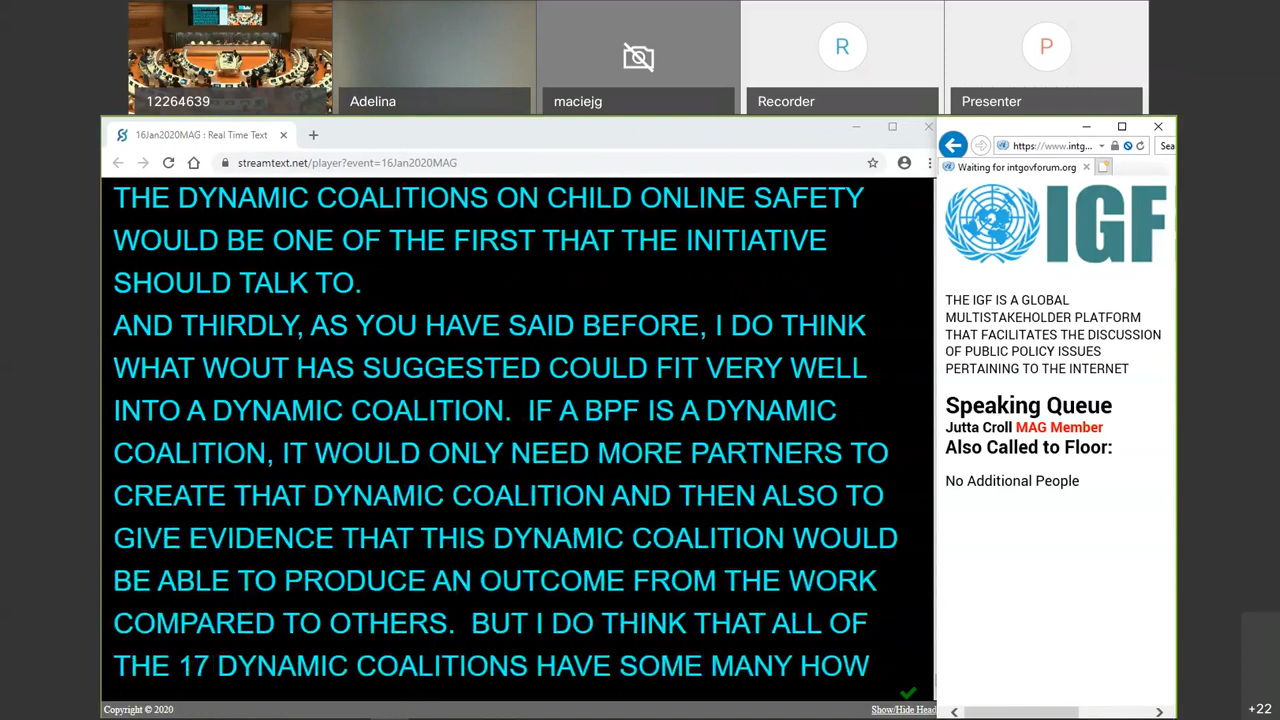 12264639
Adelina
maciejg
R
Recorder
P
Presenter
16Jan2020MAG : Real Time Text
streamtext.net/player?event=16Jan2020MAG
THE DYNAMIC COALITIONS ON CHILD ONLINE SAFETY
WOULD BE ONE OF THE FIRST THAT THE INITIATIVE
SHOULD TALK TO.
AND THIRDLY, AS YOU HAVE SAID BEFORE, I DO THINK
WHAT WOUT HAS SUGGESTED COULD FIT VERY WELL
INTO A DYNAMIC COALITION.  IF A BPF IS A DYNAMIC
COALITION, IT WOULD ONLY NEED MORE PARTNERS TO
CREATE THAT DYNAMIC COALITION AND THEN ALSO TO
GIVE EVIDENCE THAT THIS DYNAMIC COALITION WOULD
BE ABLE TO PRODUCE AN OUTCOME FROM THE WORK
COMPARED TO OTHERS.  BUT I DO THINK THAT ALL OF
THE 17 DYNAMIC COALITIONS HAVE SOME MANY HOW
Copyright © 2020
Show/Hide Head
https://www.intg...
Sea
Waiting for intgovforum.org
IGF
THE IGF IS A GLOBAL
MULTISTAKEHOLDER PLATFORM
THAT FACILITATES THE DISCUSSION
OF PUBLIC POLICY ISSUES
PERTAINING TO THE INTERNET
Speaking Queue
Jutta Croll MAG Member
Also Called to Floor:
No Additional People
+22